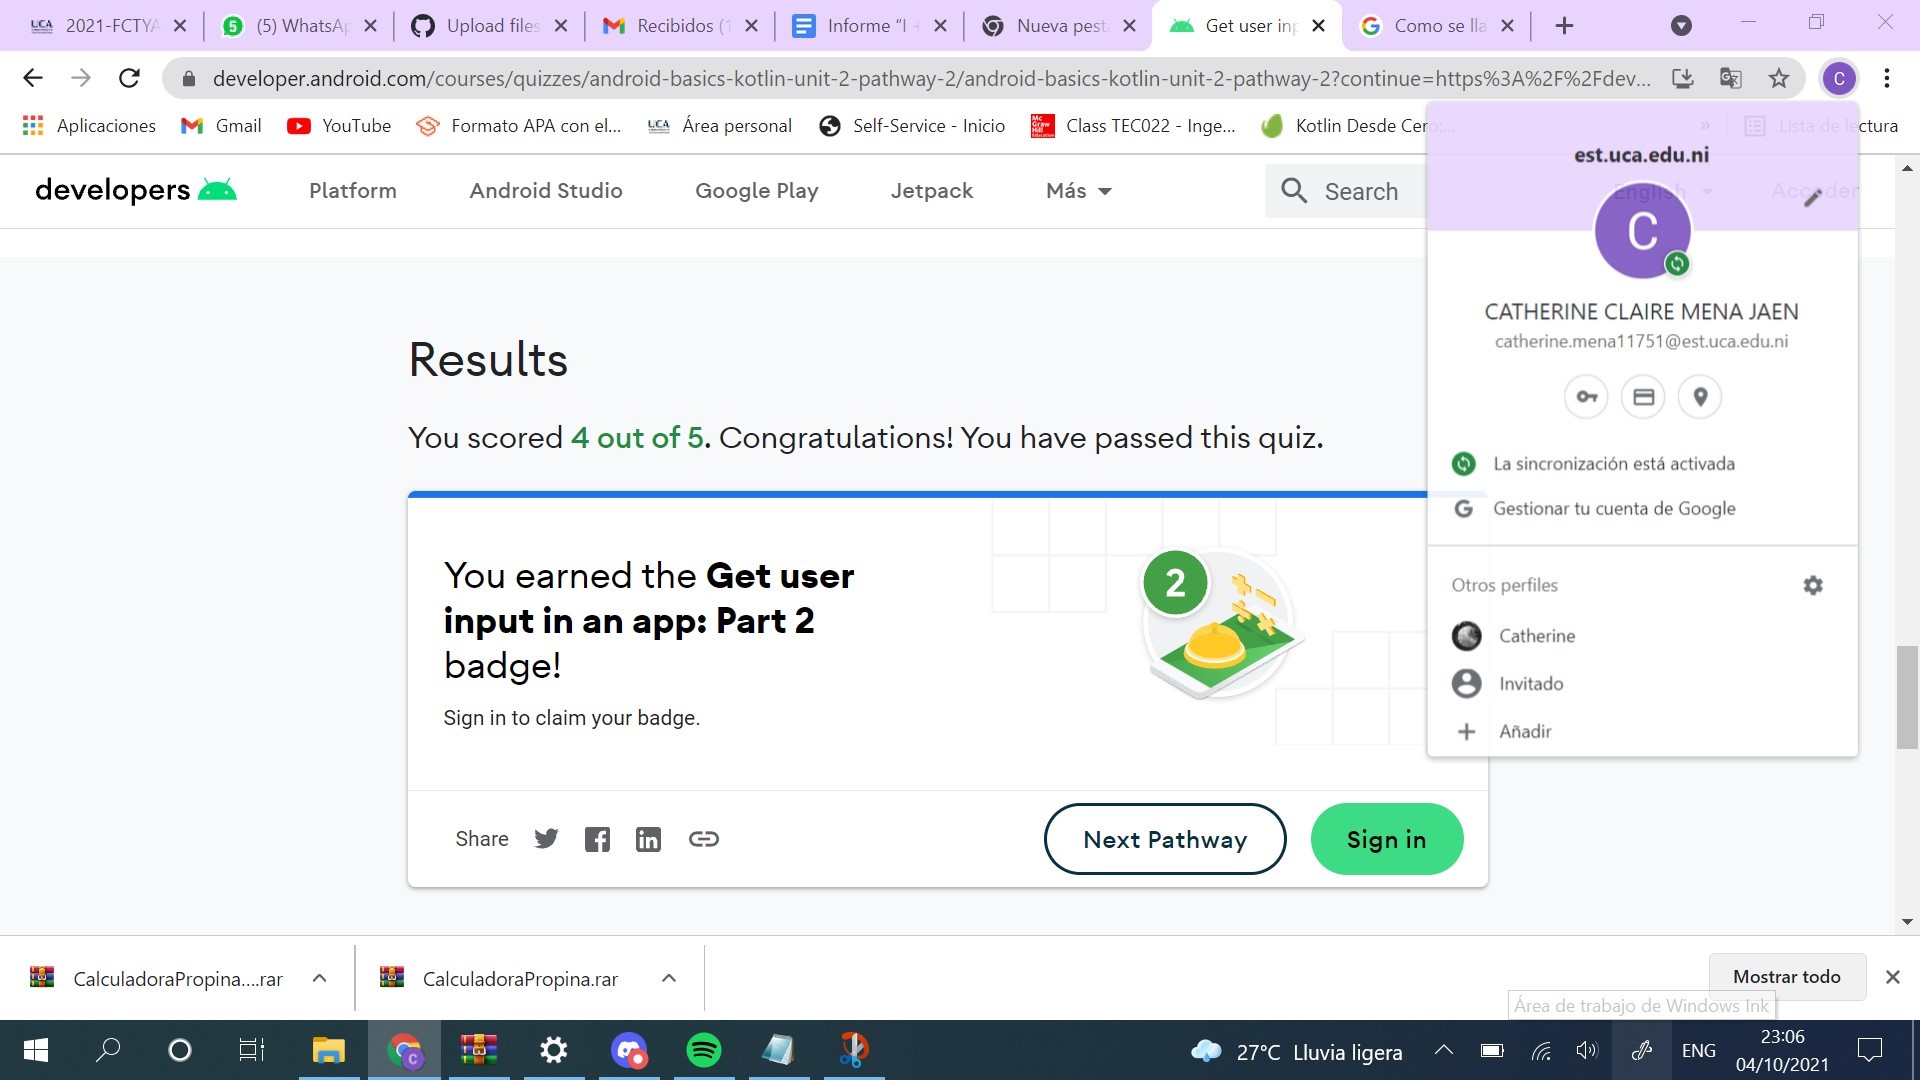 2021-FCTYA
(5) WhatsAp
Upload files
Recibidos (1
Informe "I +
Nueva pest
Get user inp
Como se lla
developer.android.com/courses/quizzes/android-basics-kotlin-unit-2-pathway-2/android-basics-kotlin-unit-2-pathway-2?continue=https%3A%2F%2Fdev...
C
Aplicaciones
Gmail
YouTube
Formato APA con el...
UCA
Área personal
Self-Service - Inicio
Class TEC022 - Inge...
Kotlin Desde Cero:...
»
Lista de lectura
developers
Platform
Android Studio
Google Play
Jetpack
Más
Search
English
Acceder
est.uca.edu.ni
C
CATHERINE CLAIRE MENA JAEN
catherine.mena11751@est.uca.edu.ni
La sincronización está activada
Gestionar tu cuenta de Google
Otros perfiles
Catherine
Invitado
Añadir
Results
You scored 4 out of 5. Congratulations! You have passed this quiz.
You earned the Get user
input in an app: Part 2
badge!
2
Sign in to claim your badge.
Share
Next Pathway
Sign in
CalculadoraPropina....rar
CalculadoraPropina.rar
Mostrar todo
Área de trabajo de Windows Ink
27°C Lluvia ligera
ENG
23:06
04/10/2021